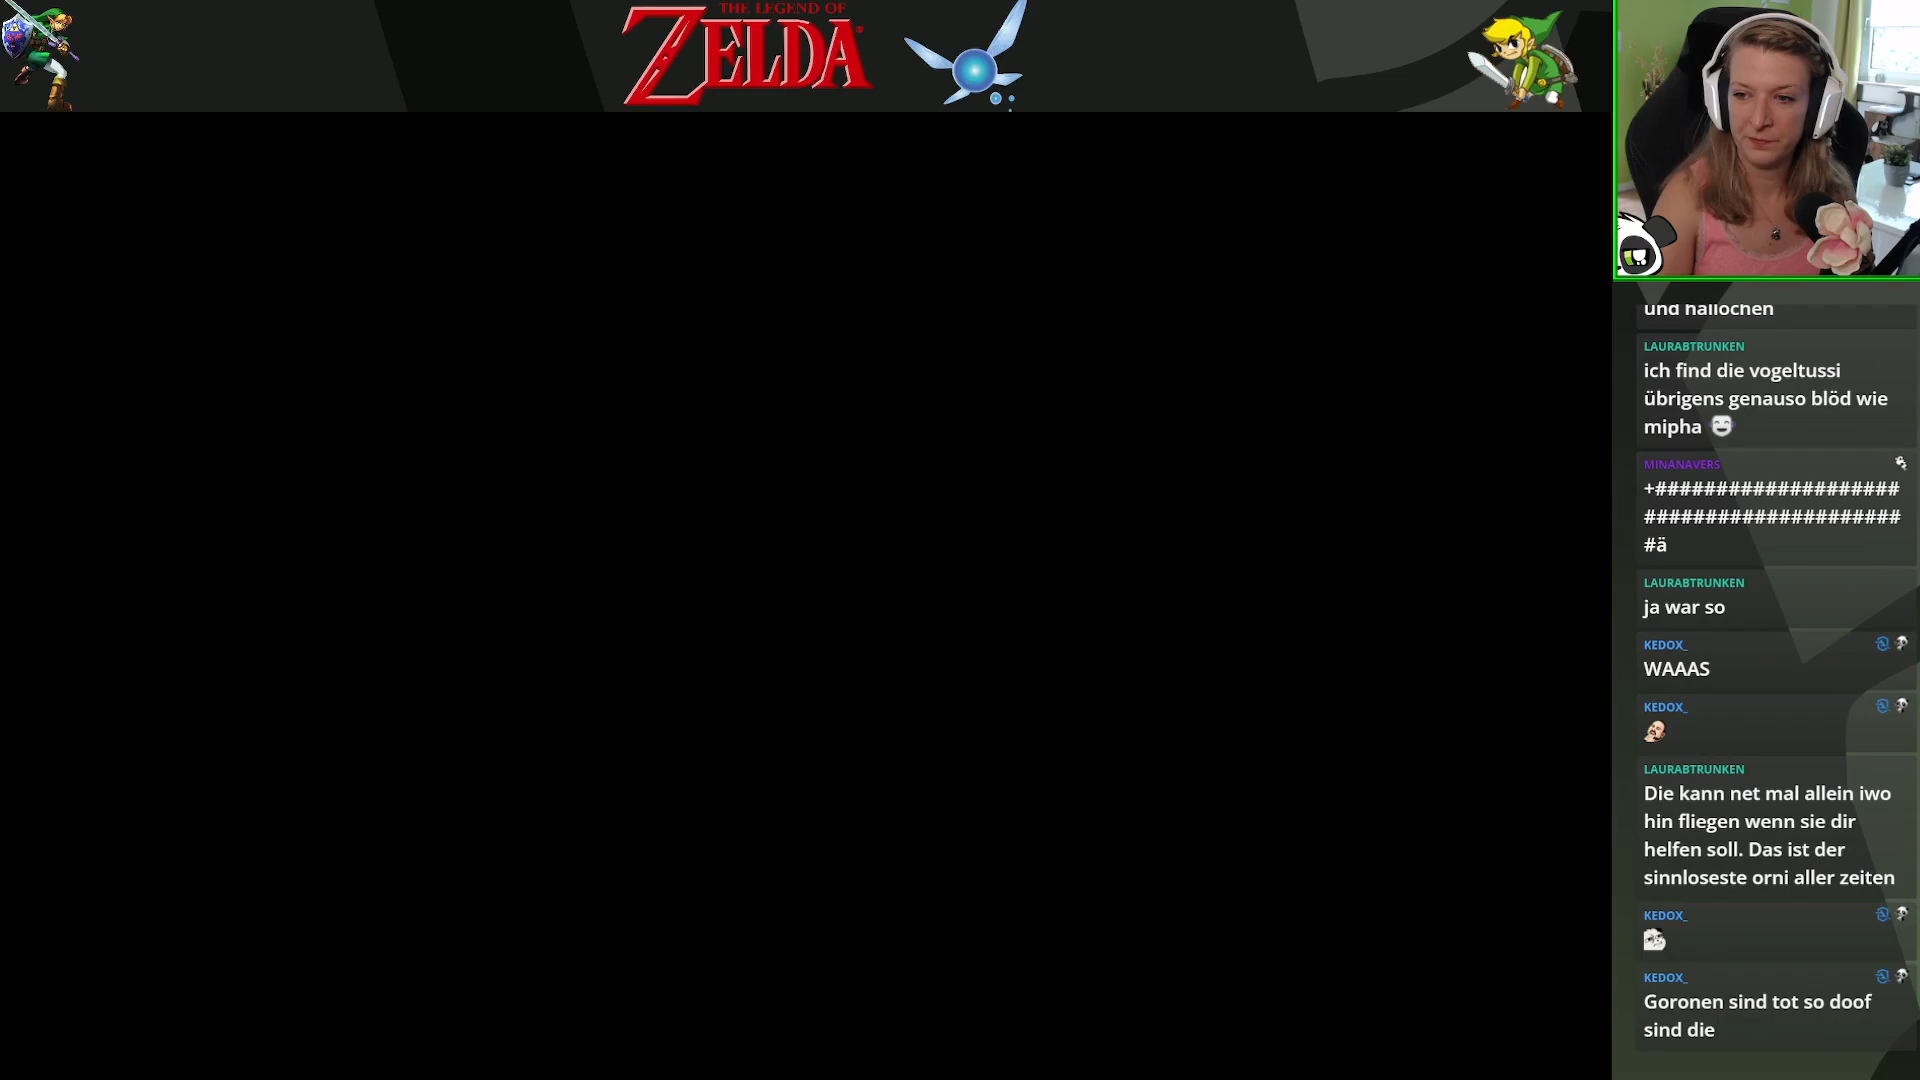 THE LEGEND OF
ZELDA
und hallöchen
LAURABTRUNKEN
ich find die vogeltussi
übrigens genauso blöd wie
mipha
MINANAVERS
+####################
#####################
#ä
LAURABTRUNKEN
ja war so
KEDOX_
WAAAS
KEDOX_
LAURABTRUNKEN
Die kann net mal allein iwo
hin fliegen wenn sie dir
helfen soll. Das ist der
sinnloseste orni aller zeiten
KEDOX_
KEDOX_
Goronen sind tot so doof
sind die